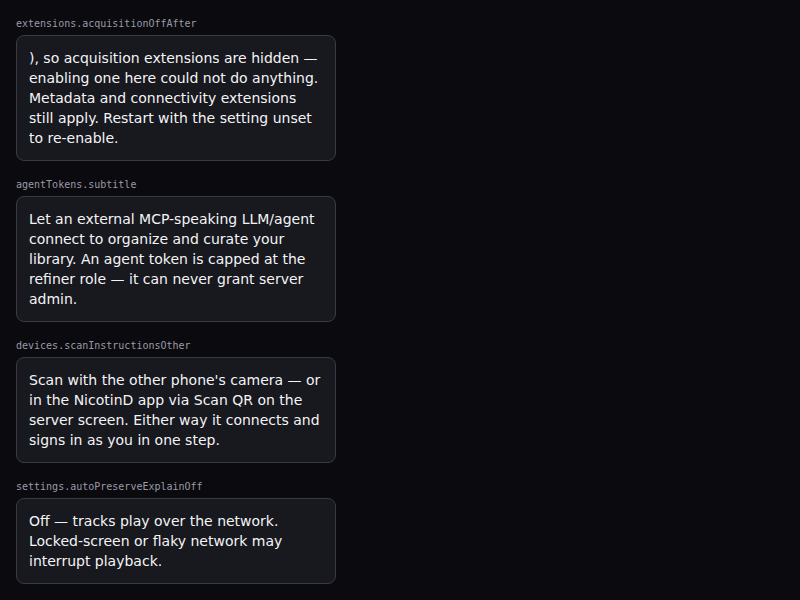 extensions.acquisitionOffAfter
), so acquisition extensions are hidden —
enabling one here could not do anything.
Metadata and connectivity extensions
still apply. Restart with the setting unset
to re-enable.
agentTokens.subtitle
Let an external MCP-speaking LLM/agent
connect to organize and curate your
library. An agent token is capped at the
refiner role — it can never grant server
admin.
devices.scanInstructionsOther
Scan with the other phone's camera — or
in the NicotinD app via Scan QR on the
server screen. Either way it connects and
signs in as you in one step.
settings.autoPreserveExplainOff
Off — tracks play over the network.
Locked-screen or flaky network may
interrupt playback.